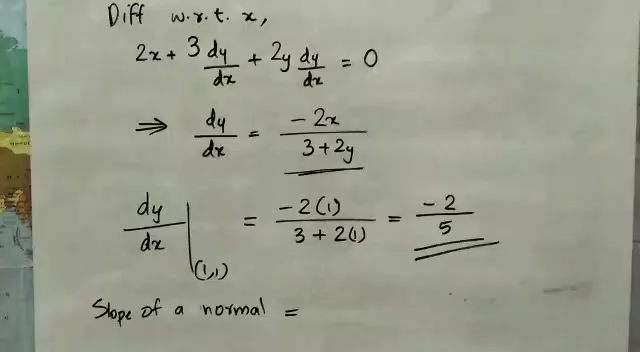 Diff w.r.t. x,
2x + 3 dy/dx + 2y dy/dx = 0
⇒ dy/dx = -2x/(3+2y)
dy/dx|(1,1) = -2(1)/(3+2(1)) = -2/5
Slope of a normal =